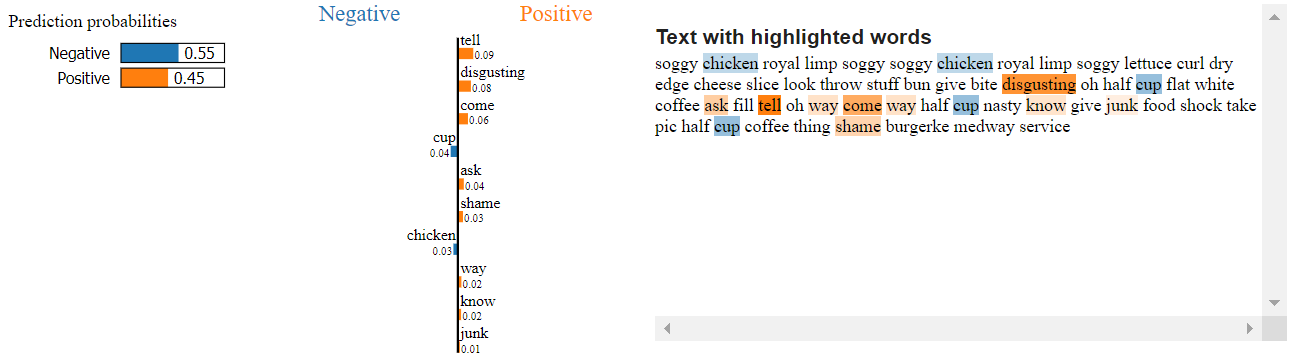 Prediction probabilities
Negative 0.55
Positive 0.45
Negative Positive
tell
0.09
disgusting
0.08
come
0.06
cup
0.04
ask
0.04
shame
0.03
chicken
0.03
way
0.02
know
0.02
junk
0.01
Text with highlighted words
soggy chicken royal limp soggy soggy chicken royal limp soggy lettuce curl dry
edge cheese slice look throw stuff bun give bite disgusting oh half cup flat white
coffee ask fill tell oh way come way half cup nasty know give junk food shock take
pic half cup coffee thing shame burgerke medway service